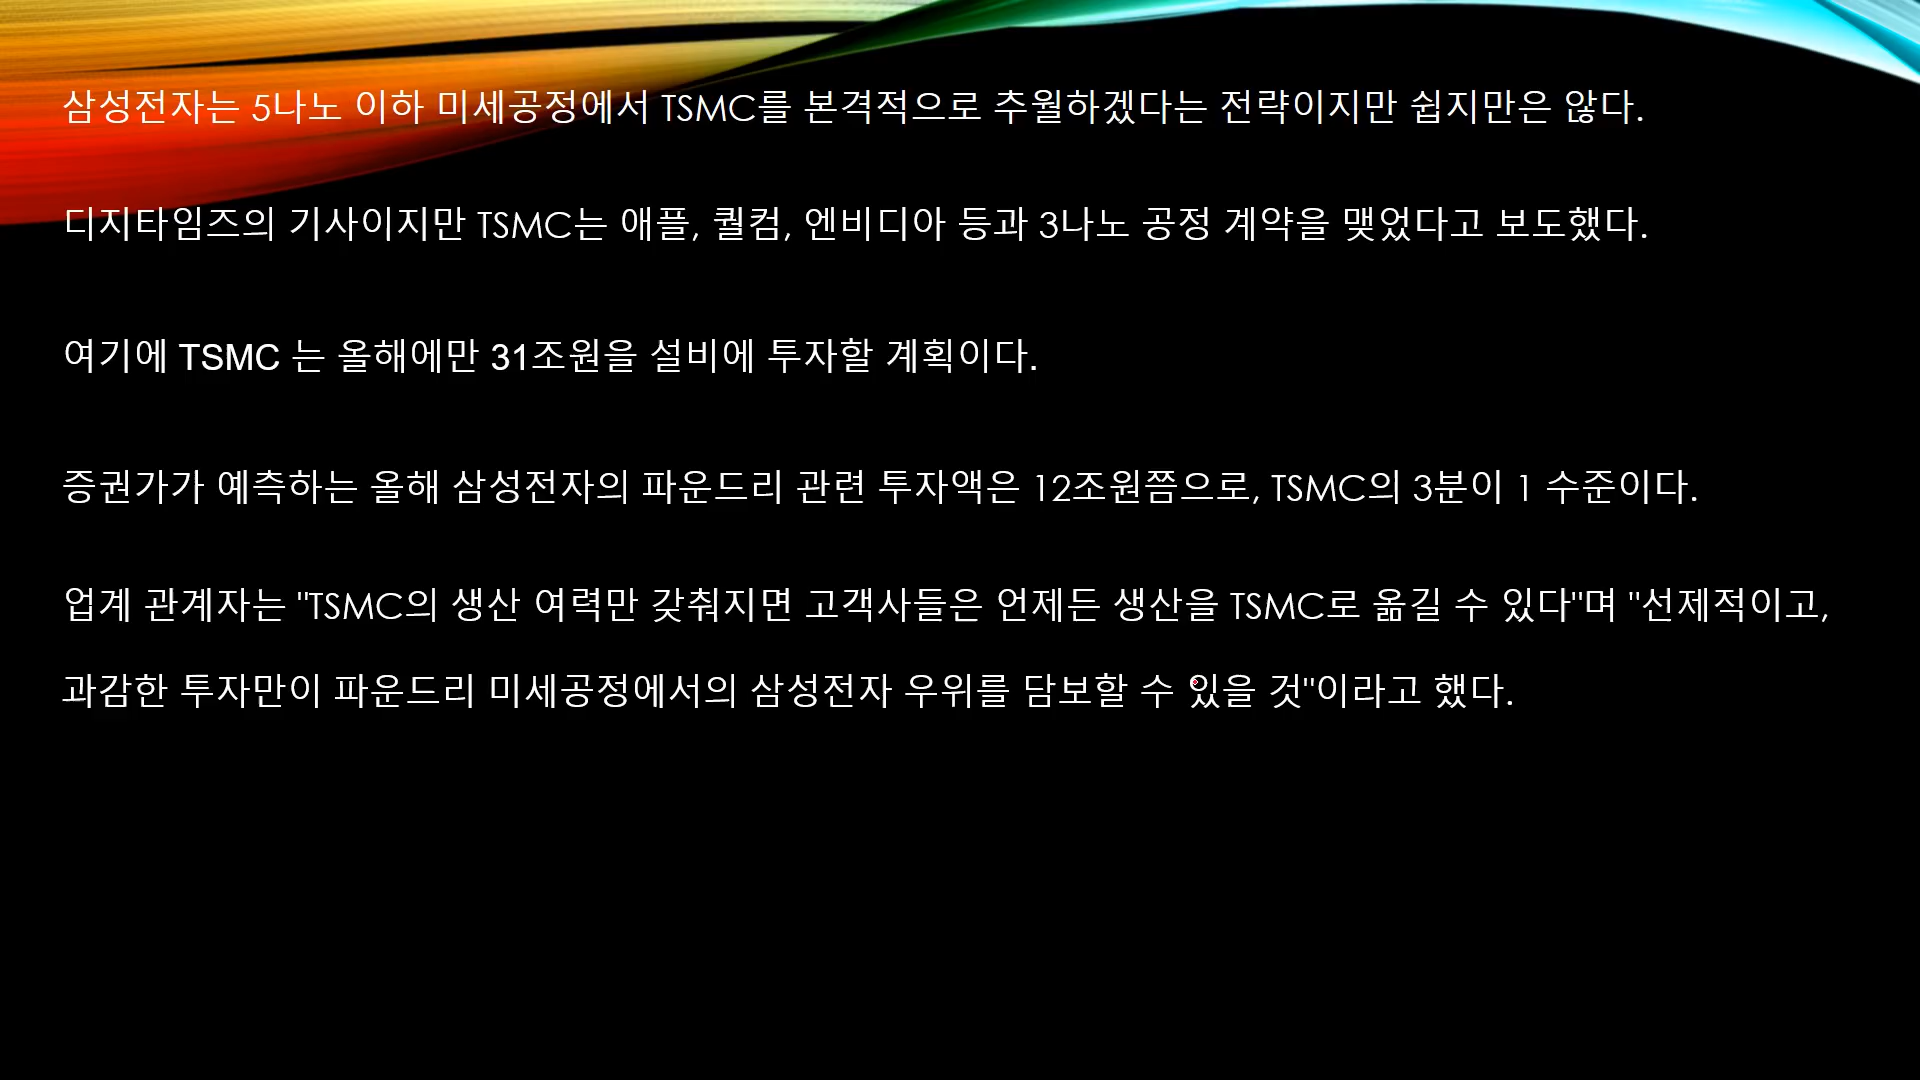 삼성전자는 5나노 이하 미세공정에서 TSMC를 본격적으로 추월하겠다는 전략이지만 쉽지만은 않다.
디지타임즈의 기사이지만 TSMC는 애플, 퀄컴, 엔비디아 등과 3나노 공정 계약을 맺었다고 보도했다.
여기에 TSMC 는 올해에만 31조원을 설비에 투자할 계획이다.
증권가가 예측하는 올해 삼성전자의 파운드리 관련 투자액은 12조원쯤으로, TSMC의 3분이 1 수준이다.
업계 관계자는 "TSMC의 생산 여력만 갖춰지면 고객사들은 언제든 생산을 TSMC로 옮길 수 있다"며 "선제적이고,
과감한 투자만이 파운드리 미세공정에서의 삼성전자 우위를 담보할 수 있을 것"이라고 했다.